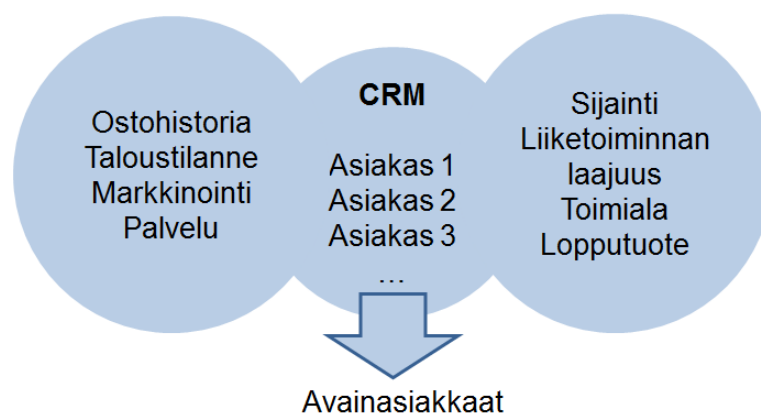 Ostohistoria
Taloustilanne
Markkinointi
Palvelu
CRM
Asiakas 1
Asiakas 2
Asiakas 3
...
Sijainti
Liiketoiminnan
laajuus
Toimiala
Lopputuote
Avainasiakkaat